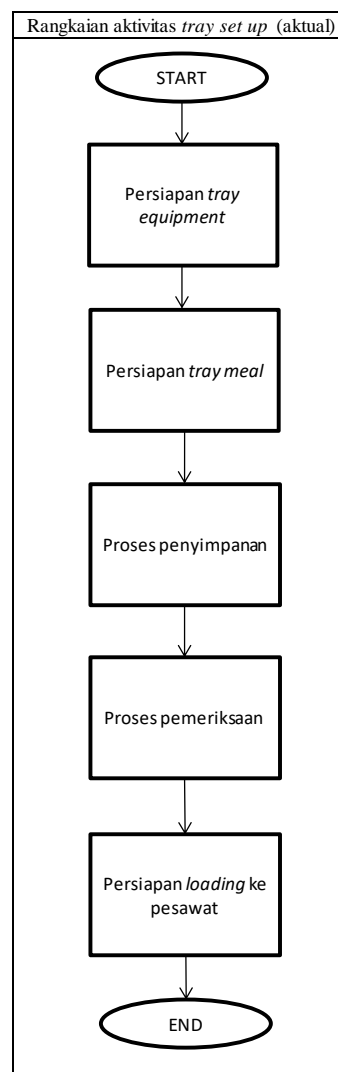 Rangkaian aktivitas tray set up (aktual)
START
Persiapan tray
equipment
Persiapan tray meal
Proses penyimpanan
Proses pemeriksaan
Persiapan loading ke
pesawat
END